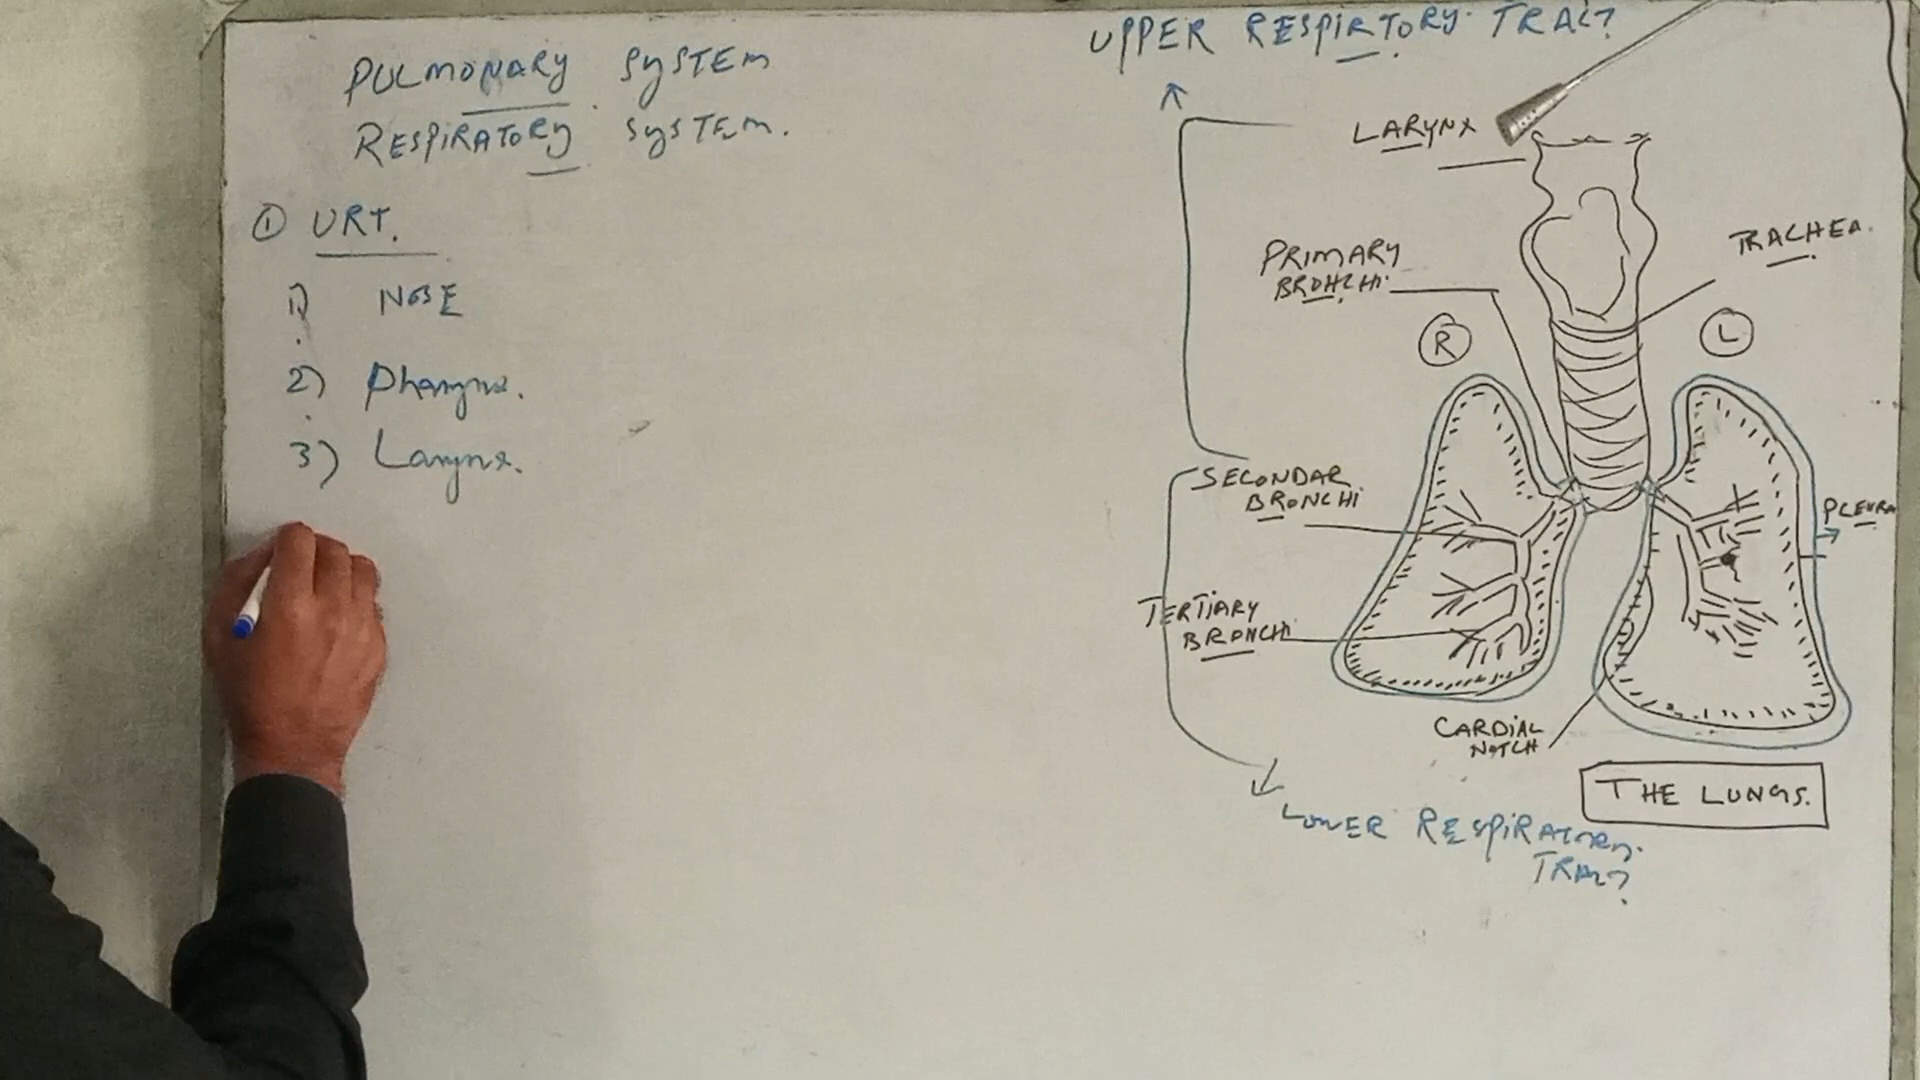 PULMONARY SYSTEM
RESPIRATORY SYSTEM.
① URT.
1) NOSE
2) Pharynx.
3) Larynx.
UPPER RESPIRTORY TRACT
LARYNX
PRIMARY
BRONCHI.
TRACHEA.
R
L
SECONDAR
BRONCHI
PLEURA
TERTIARY
BRONCHI
CARDIAL
NOTCH
THE LUNGS.
LOWER RESPIRATORY
TRACT